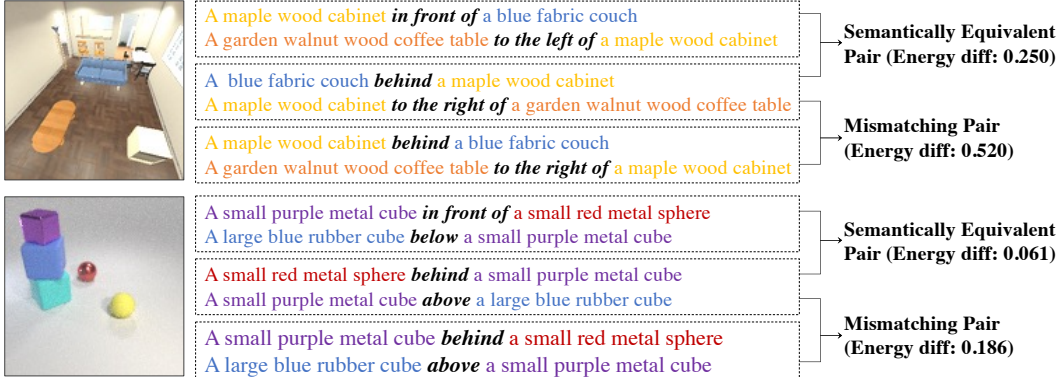 A maple wood cabinet in front of a blue fabric couch
A garden walnut wood coffee table to the left of a maple wood cabinet
A blue fabric couch behind a maple wood cabinet
A maple wood cabinet to the right of a garden walnut wood coffee table
A maple wood cabinet behind a blue fabric couch
A garden walnut wood coffee table to the right of a maple wood cabinet
Semantically Equivalent
Pair (Energy diff: 0.250)
Mismatching Pair
(Energy diff: 0.520)
A small purple metal cube in front of a small red metal sphere
A large blue rubber cube below a small purple metal cube
A small red metal sphere behind a small purple metal cube
A small purple metal cube above a large blue rubber cube
A small purple metal cube behind a small red metal sphere
A large blue rubber cube above a small purple metal cube
Semantically Equivalent
Pair (Energy diff: 0.061)
Mismatching Pair
(Energy diff: 0.186)